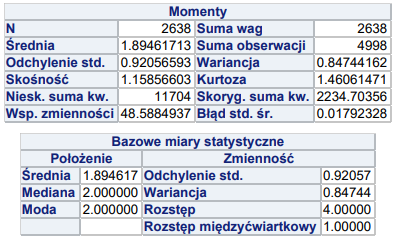 Momenty
N 2638 Suma wag 2638
Średnia 1.89461713 Suma obserwacji 4998
Odchylenie std. 0.92056593 Wariancja 0.84744162
Skośność 1.15856603 Kurtoza 1.46061471
Niesk. suma kw. 11704 Skoryg. suma kw. 2234.70356
Wsp. zmienności 48.5884937 Błąd std. śr. 0.01792328
Bazowe miary statystyczne
Położenie Zmienność
Średnia 1.894617 Odchylenie std. 0.92057
Mediana 2.000000 Wariancja 0.84744
Moda 2.000000 Rozstęp 4.00000
Rozstęp międzyćwiartkowy 1.00000